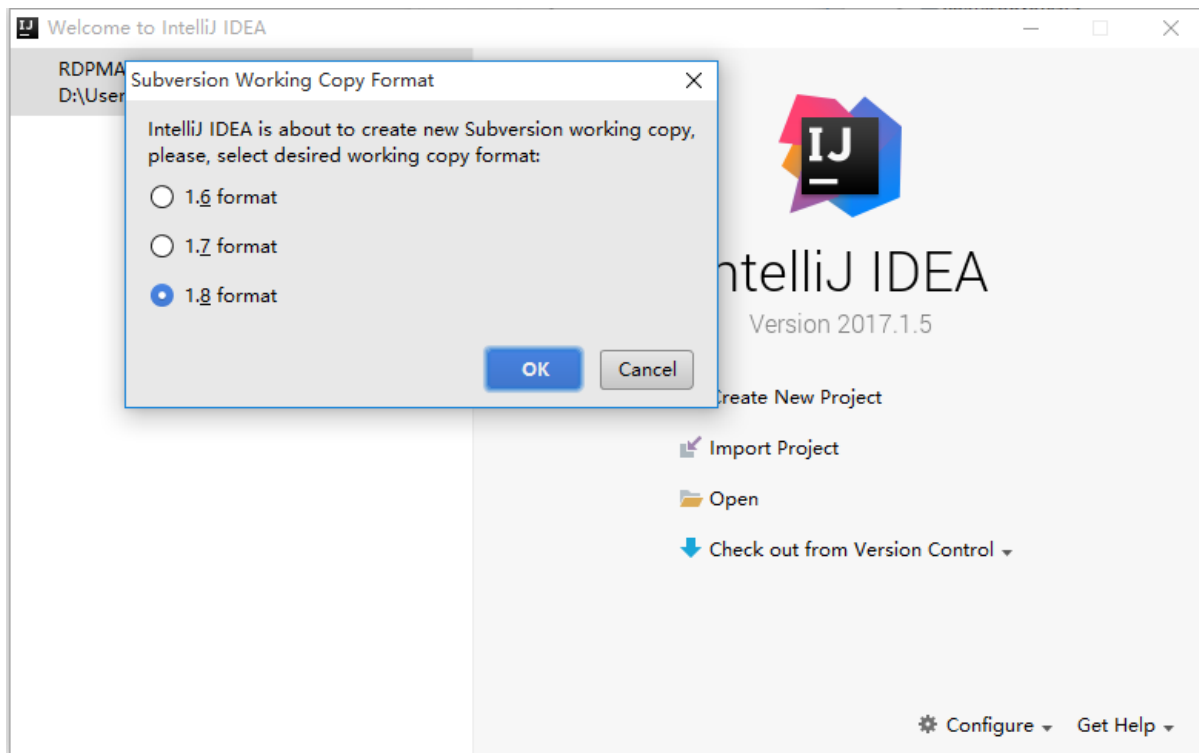 Welcome to IntelliJ IDEA
RDPMA
D:\User
Subversion Working Copy Format
IntelliJ IDEA is about to create new Subversion working copy,
please, select desired working copy format:
1.6 format
1.7 format
1.8 format
OK
Cancel
IJ
ntelliJ IDEA
Version 2017.1.5
Create New Project
Import Project
Open
Check out from Version Control
Configure
Get Help